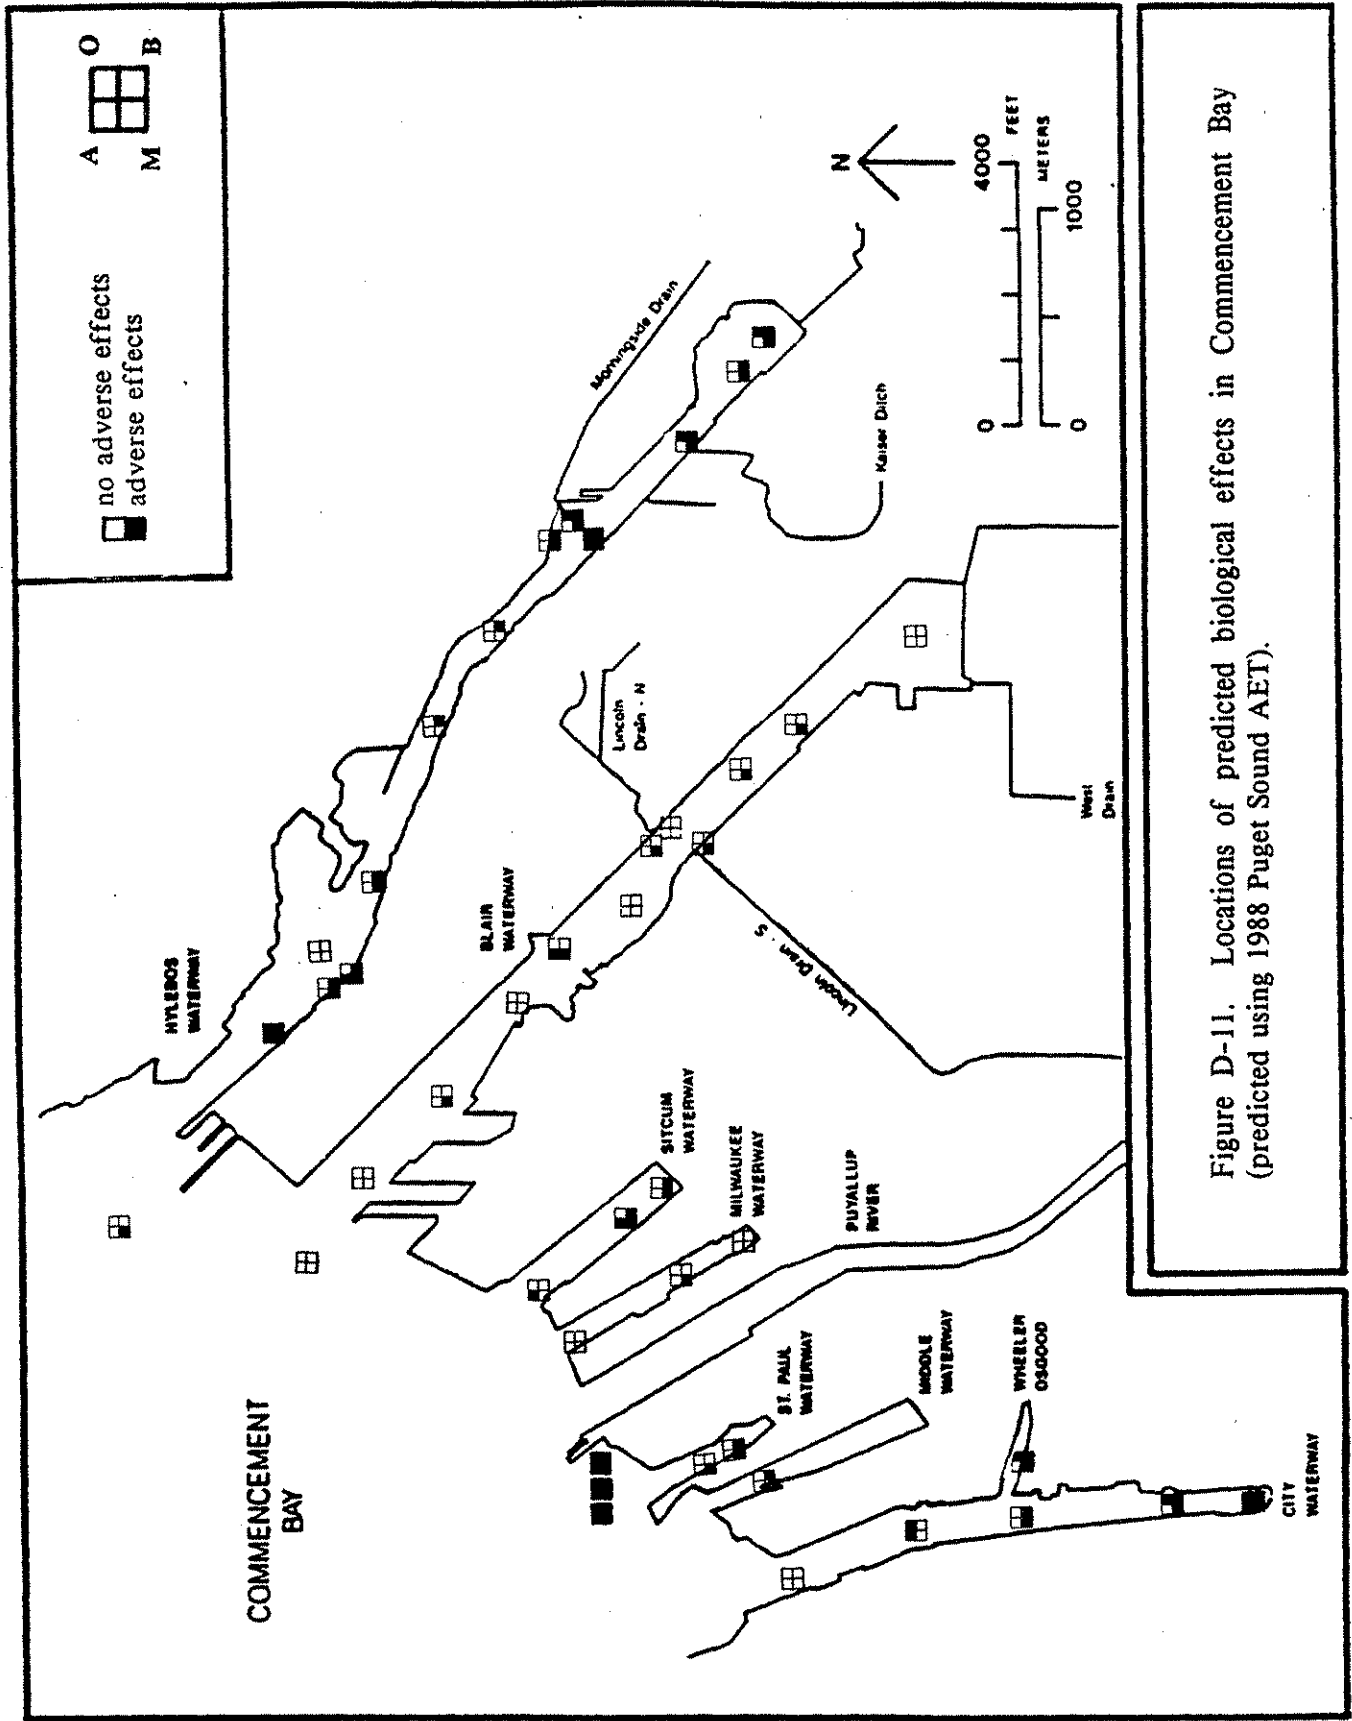 A O
M B
no adverse effects
adverse effects
COMMENCEMENT
BAY
HYLEBOS
WATERWAY
BLAIR
WATERWAY
SITCUM
WATERWAY
MILWAUKEE
WATERWAY
PUYALLUP
RIVER
ST. PAUL
WATERWAY
MIDDLE
WATERWAY
WHEELER
OSGOOD
CITY
WATERWAY
Morningside Drain
Kaiser Ditch
Lincoln
Drain - N
Lincoln Drain - S
West
Drain
N
0 4000
FEET
METERS
0 1000
Figure D-11. Locations of predicted biological effects in Commencement Bay
(predicted using 1988 Puget Sound AET).